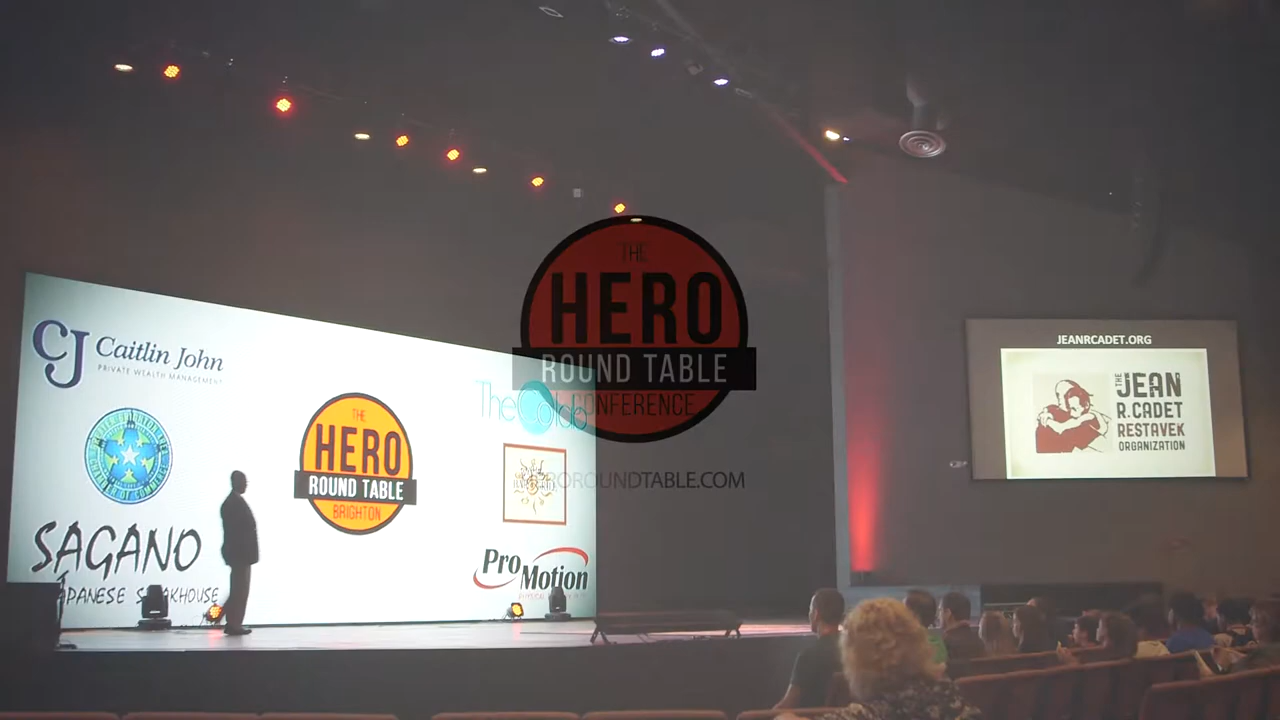 CJ Caitlin John
PRIVATE WEALTH MANAGEMENT
SAGANO
JAPANESE STEAKHOUSE
THE
HERO
ROUND TABLE
BRIGHTON
The Colab
Pro Motion
THE
HERO
ROUND TABLE
CONFERENCE
HEROROUNDTABLE.COM
JEANRCADET.ORG
THE JEAN
R.CADET
RESTAVEK
ORGANIZATION